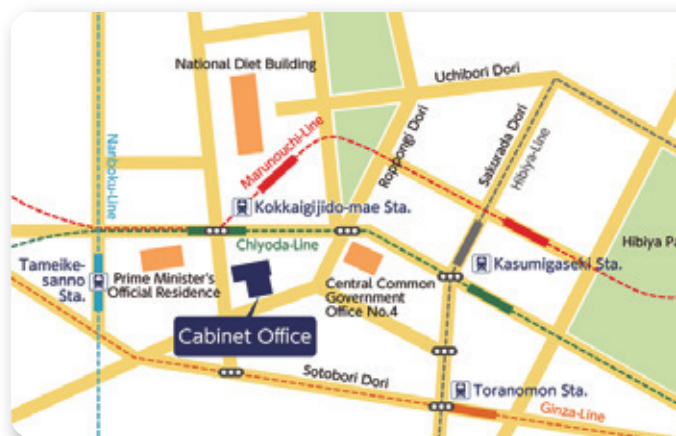 National Diet Building
Uchibori Dori
Nanboku-Line
Marunouchi-Line
Roppongi Dori
Sakurada Dori
Hibiya-Line
Kokkaigijido-mae Sta.
Chiyoda-Line
Hibiya Pa
Tameike-
sanno
Sta.
Prime Minister's
Official Residence
Central Common
Government
Office No.4
Kasumigaseki Sta.
Cabinet Office
Sotobori Dori
Toranomon Sta.
Ginza-Line